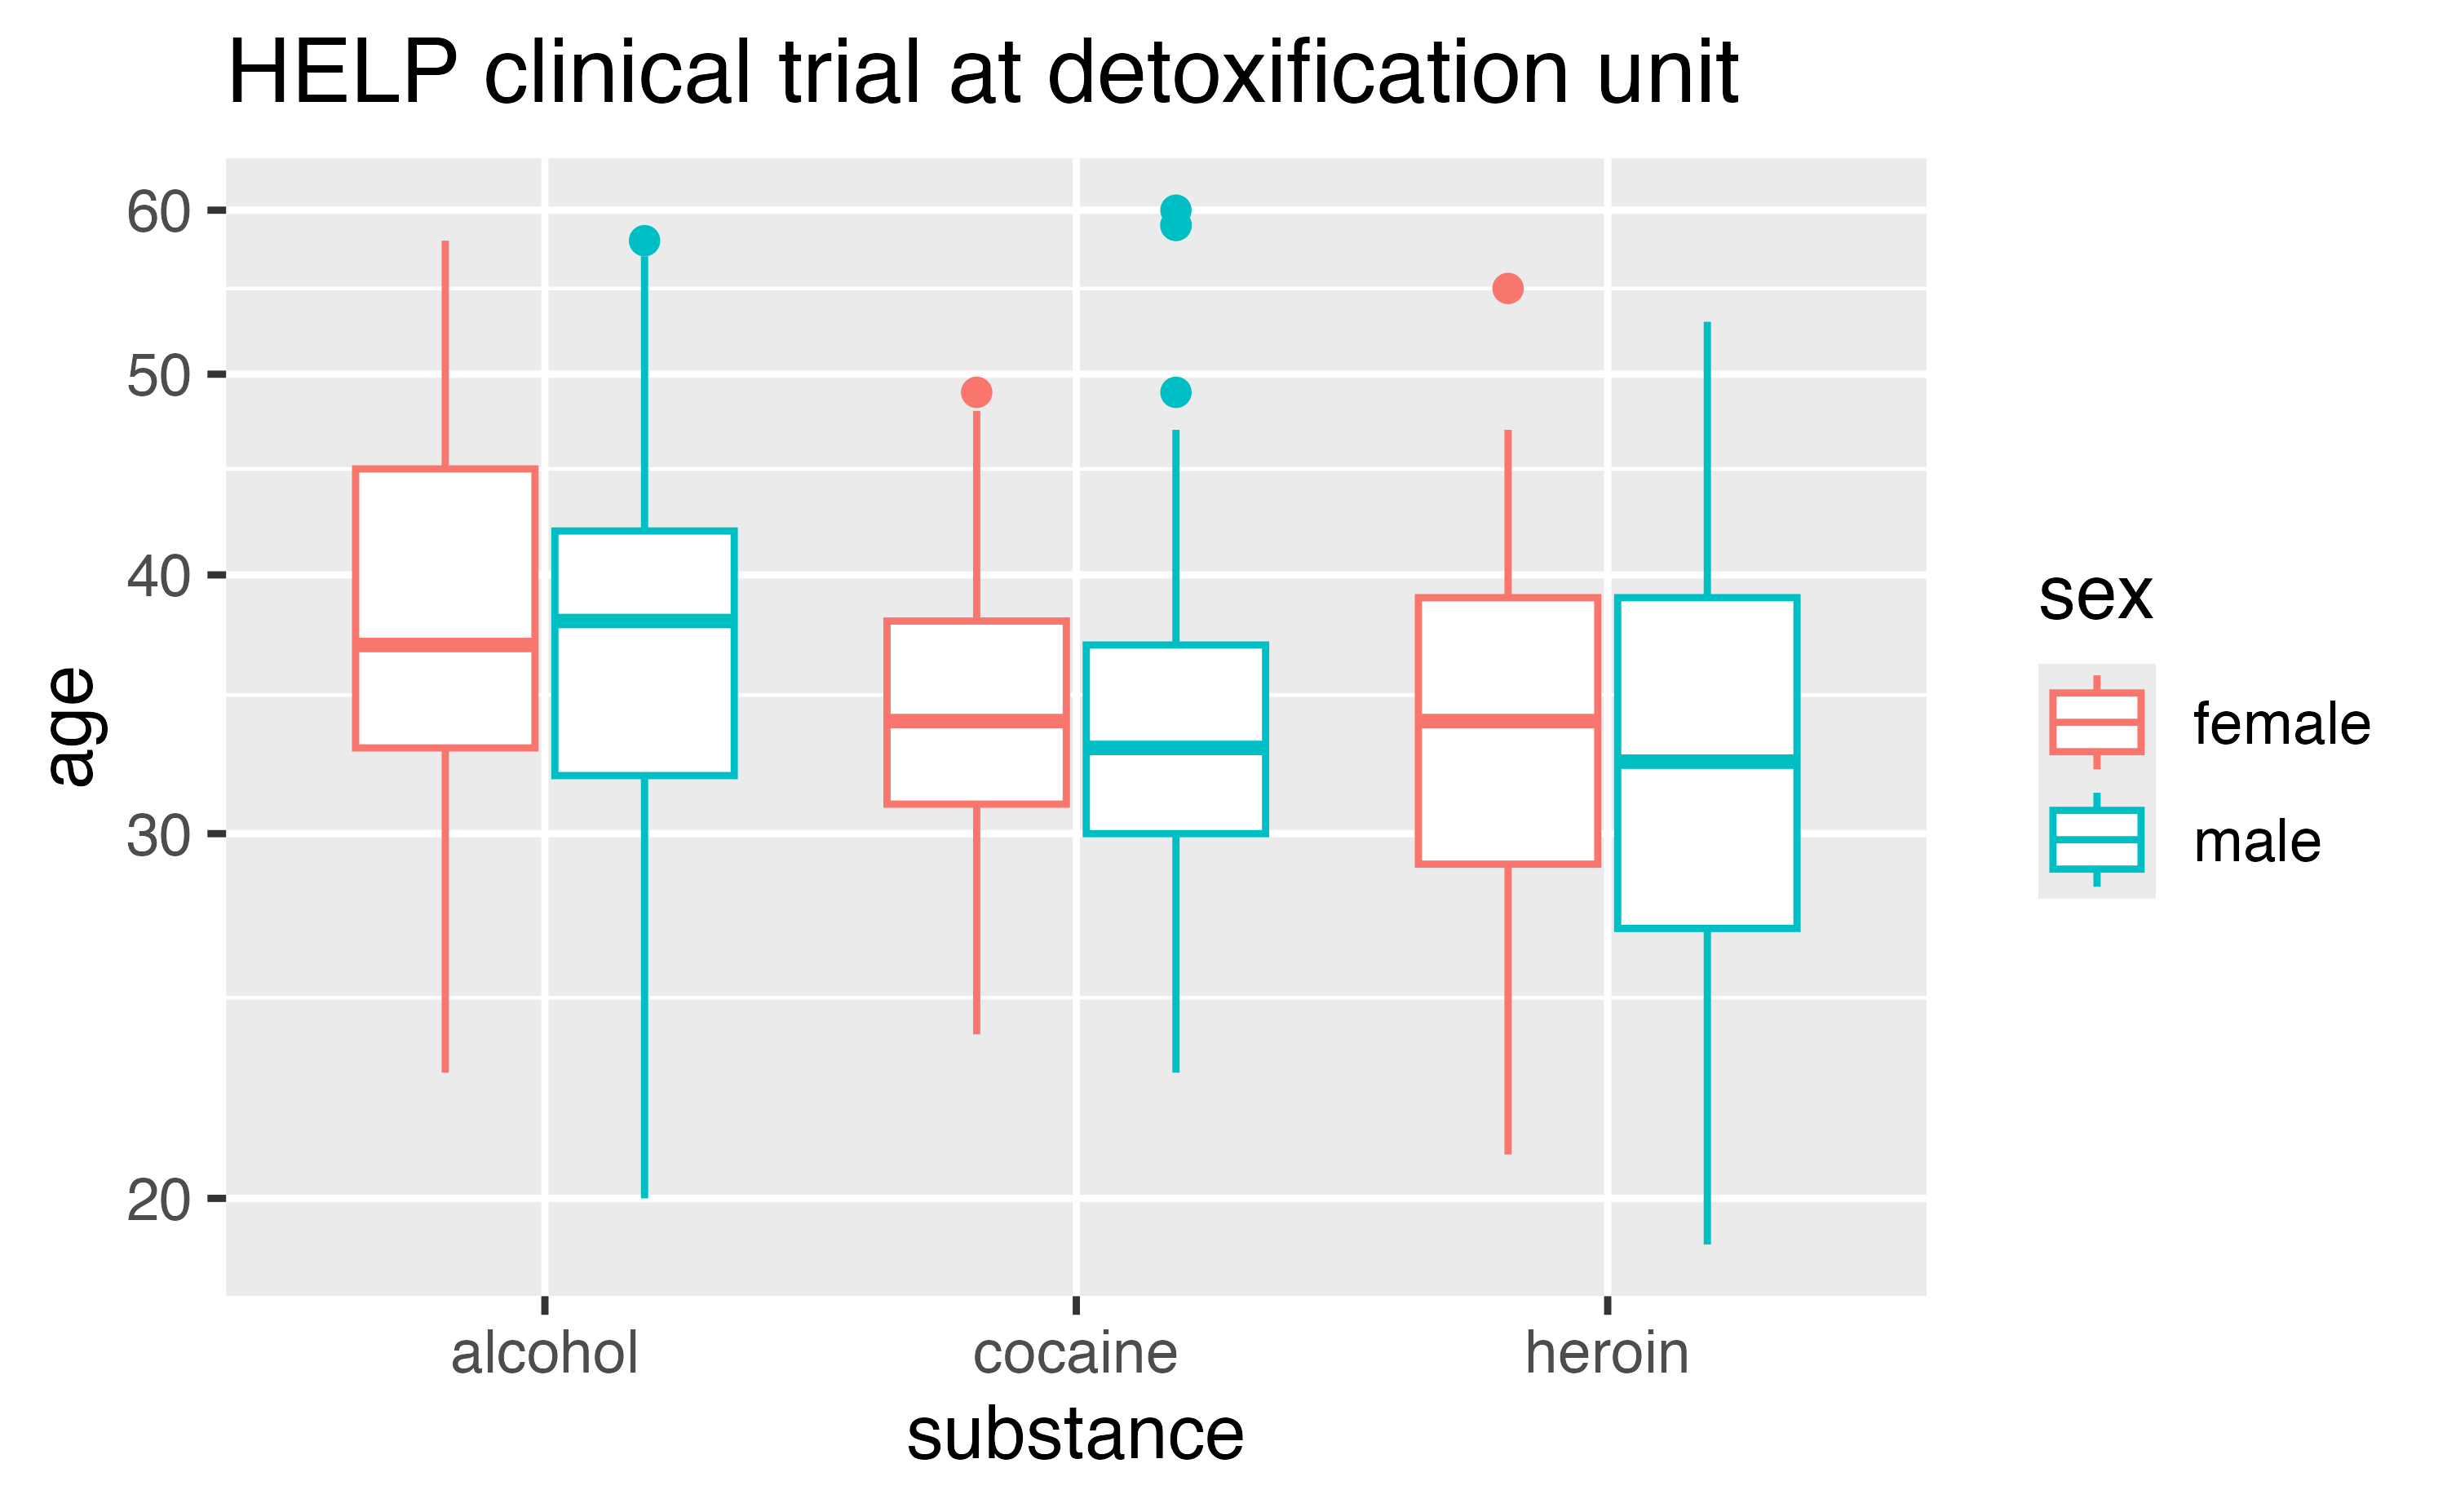 HELP clinical trial at detoxification unit
60
50
40
30
20
age
alcohol cocaine heroin
substance
sex
female
male